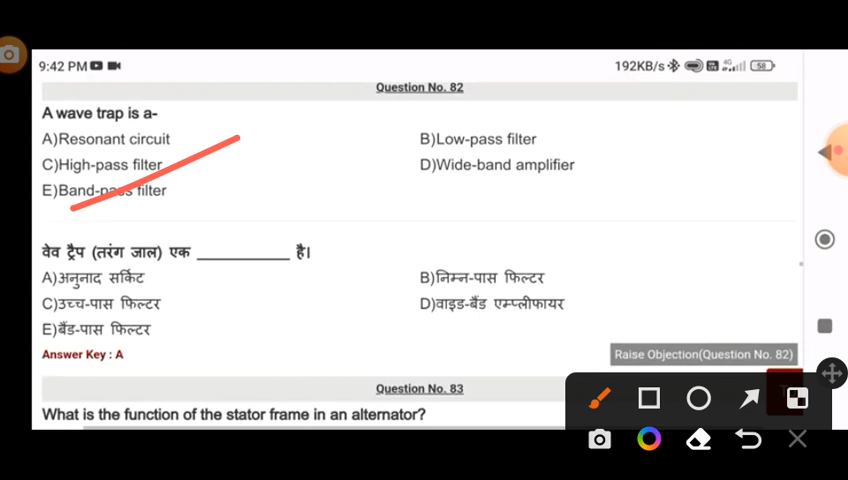 9:42 PM
192KB/s 4G 58
Question No. 82
A wave trap is a-
A)Resonant circuit B)Low-pass filter
C)High-pass filter D)Wide-band amplifier
E)Band-pass filter
वेव ट्रैप (तरंग जाल) एक ____________ है।
A)अनुनाद सर्किट B)निम्न-पास फिल्टर
C)उच्च-पास फिल्टर D)वाइड-बैंड एम्प्लीफायर
E)बैंड-पास फिल्टर
Answer Key : A Raise Objection(Question No. 82)
Question No. 83
What is the function of the stator frame in an alternator?